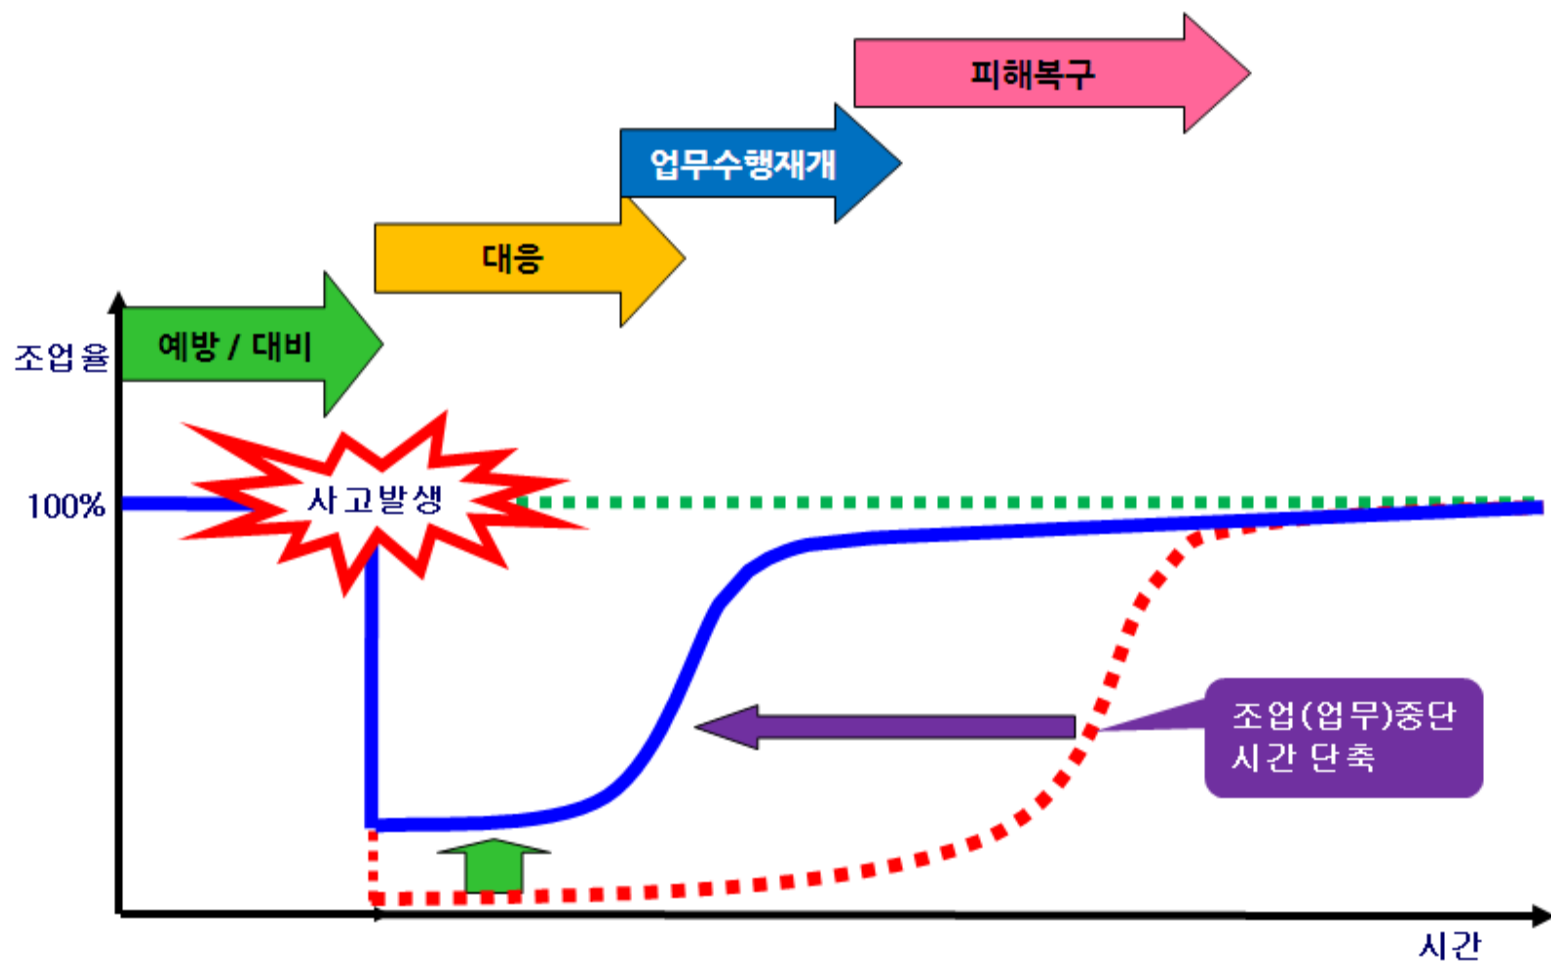 피해복구
업무수행재개
대응
예방 / 대비
조업율
사고발생
100%
조업(업무)중단
시간 단축
시간